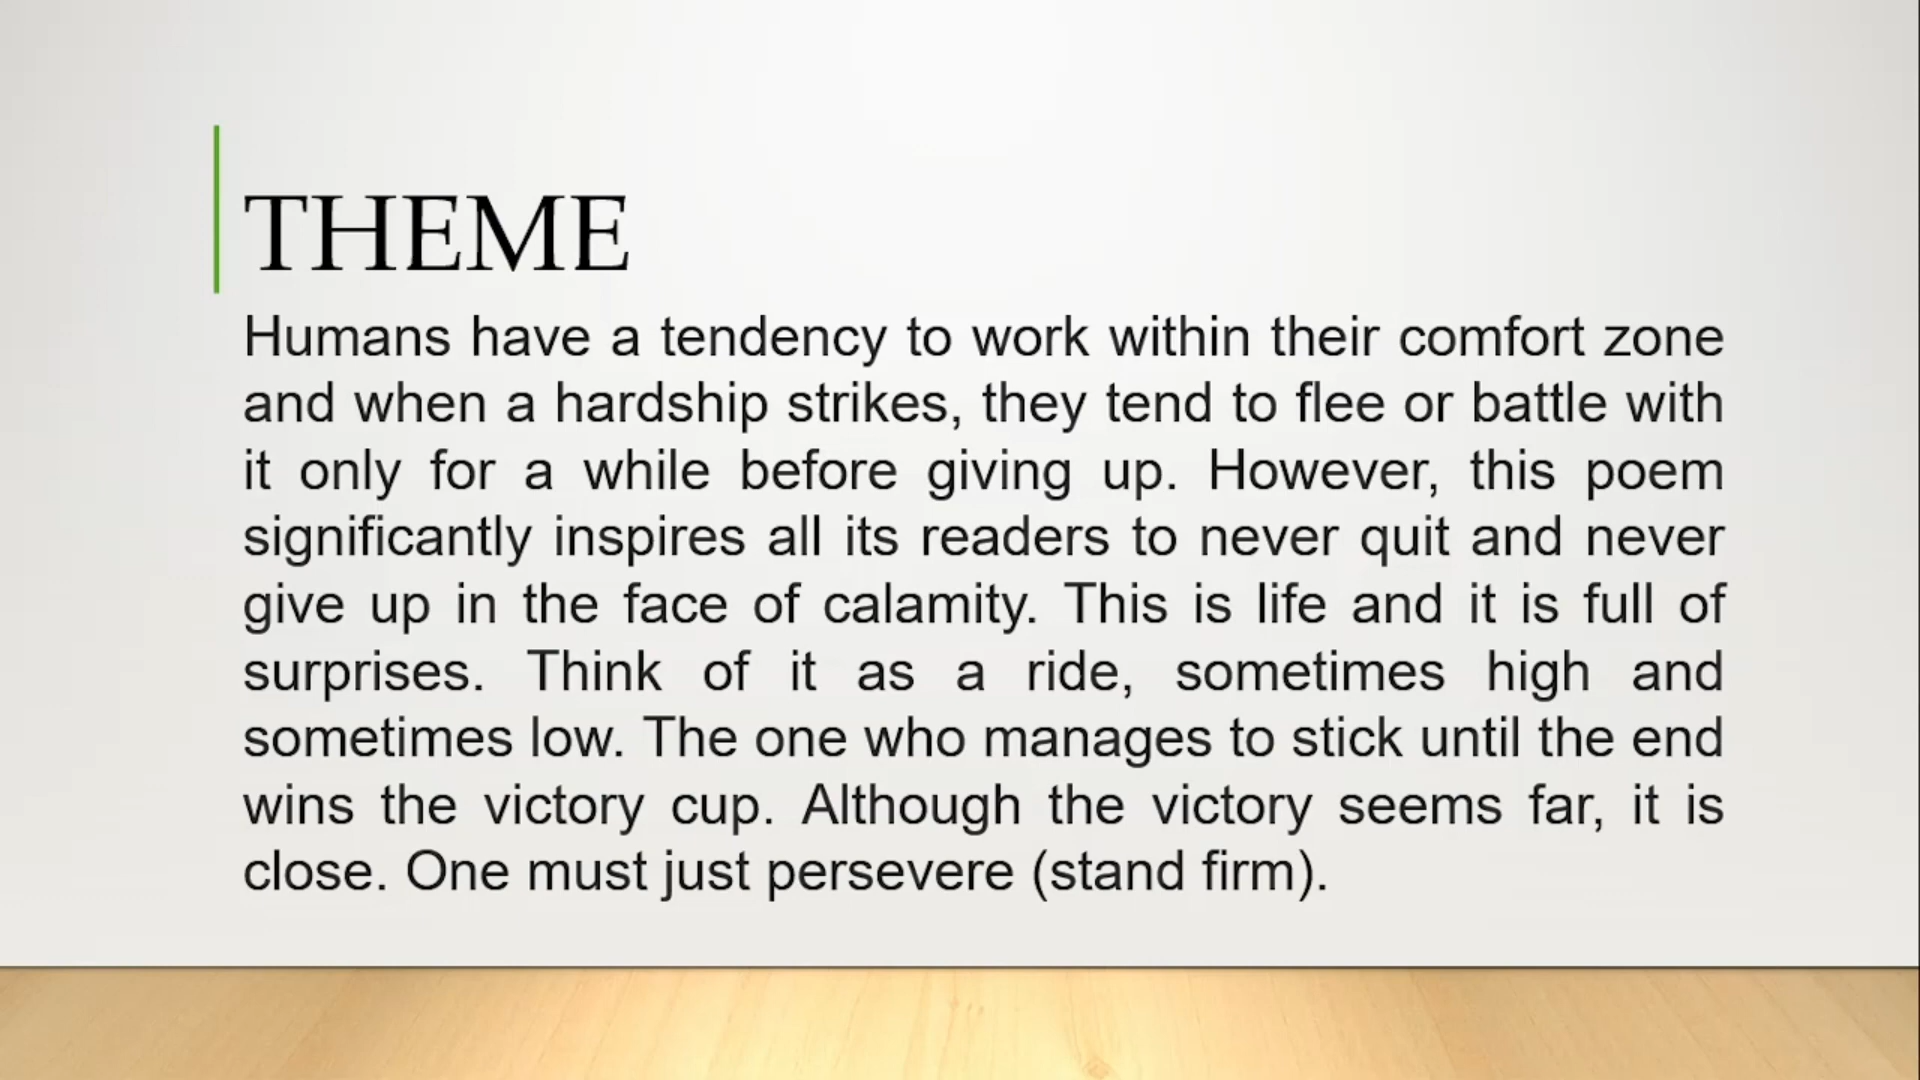 THEME
Humans have a tendency to work within their comfort zone
and when a hardship strikes, they tend to flee or battle with
it only for a while before giving up. However, this poem
significantly inspires all its readers to never quit and never
give up in the face of calamity. This is life and it is full of
surprises. Think of it as a ride, sometimes high and
sometimes low. The one who manages to stick until the end
wins the victory cup. Although the victory seems far, it is
close. One must just persevere (stand firm).